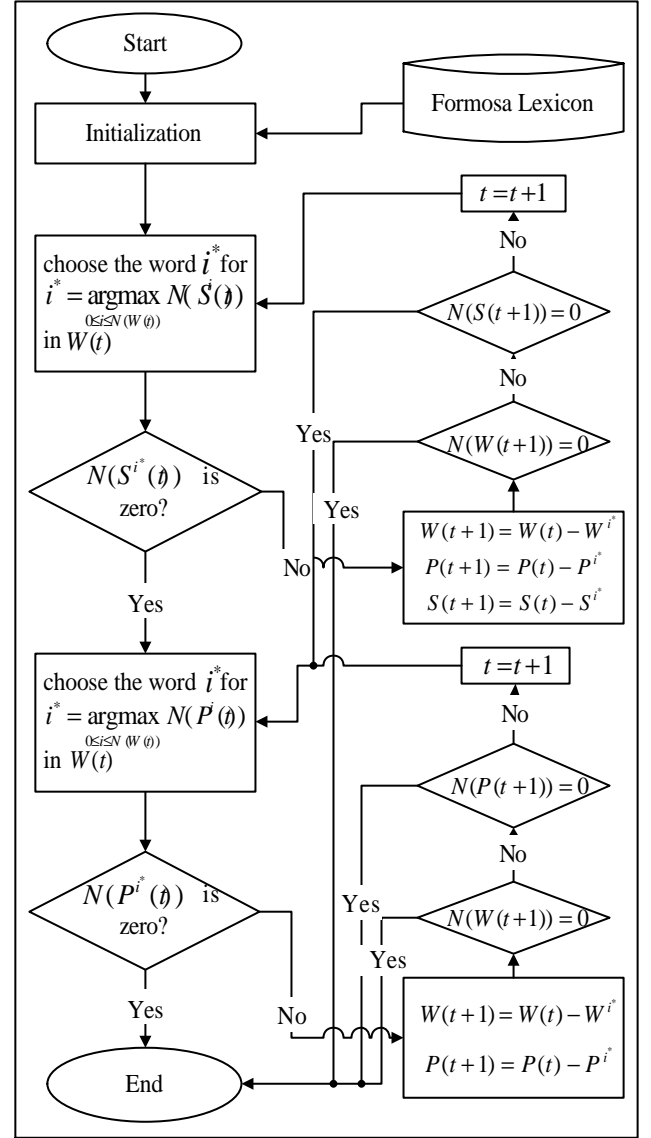 Start
Formosa Lexicon
Initialization
t = t+1
No
choose the word i* for
i* = argmax N( S^i(t))
0≤i≤N(W(t))
in W(t)
N(S(t+1)) = 0
No
Yes
N(W(t+1)) = 0
N(S^i*(t)) is
zero?
Yes
No
W(t+1) = W(t) − W^i*
P(t+1) = P(t) − P^i*
S(t+1) = S(t) − S^i*
Yes
t = t+1
choose the word i* for
i* = argmax N(P^i(t))
0≤i≤N(W(t))
in W(t)
No
N(P(t+1)) = 0
No
N(P^i*(t)) is
zero?
Yes
N(W(t+1)) = 0
Yes
Yes
No
W(t+1) = W(t) − W^i*
P(t+1) = P(t) − P^i*
End